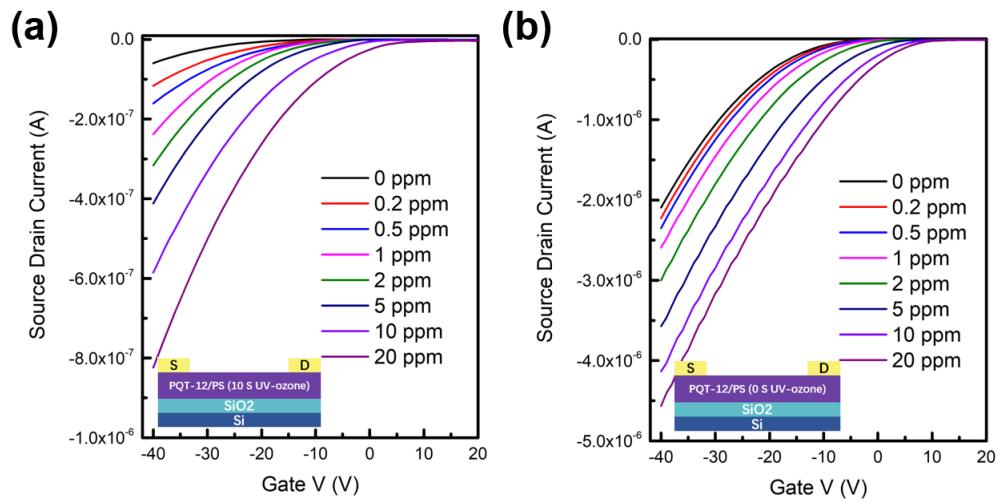 (a)
0.0
-2.0x10⁻⁷
-4.0x10⁻⁷
-6.0x10⁻⁷
-8.0x10⁻⁷
-1.0x10⁻⁶
Source Drain Current (A)
0 ppm
0.2 ppm
0.5 ppm
1 ppm
2 ppm
5 ppm
10 ppm
20 ppm
S
D
PQT-12/PS (10 S UV-ozone)
SiO2
Si
-40 -30 -20 -10 0 10 20
Gate V (V)
(b)
0.0
-1.0x10⁻⁶
-2.0x10⁻⁶
-3.0x10⁻⁶
-4.0x10⁻⁶
-5.0x10⁻⁶
Source Drain Current (A)
0 ppm
0.2 ppm
0.5 ppm
1 ppm
2 ppm
5 ppm
10 ppm
20 ppm
S
D
PQT-12/PS (0 S UV-ozone)
SiO2
Si
-40 -30 -20 -10 0 10 20
Gate V (V)